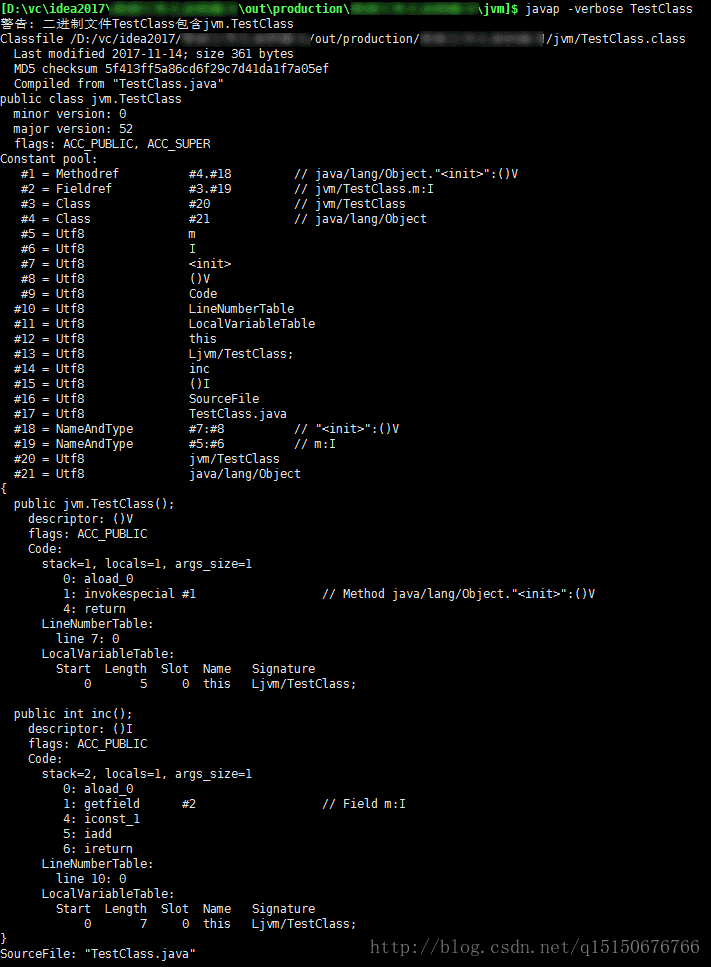 [D:\vc\idea2017\ \out\production\ \jvm]$ javap -verbose TestClass
警告: 二进制文件TestClass包含jvm.TestClass
Classfile /D:/vc/idea2017/ /out/production/ /jvm/TestClass.class
  Last modified 2017-11-14; size 361 bytes
  MD5 checksum 5f413ff5a86cd6f29c7d41da1f7a05ef
  Compiled from "TestClass.java"
public class jvm.TestClass
  minor version: 0
  major version: 52
  flags: ACC_PUBLIC, ACC_SUPER
Constant pool:
   #1 = Methodref          #4.#18         // java/lang/Object."<init>":()V
   #2 = Fieldref           #3.#19         // jvm/TestClass.m:I
   #3 = Class              #20            // jvm/TestClass
   #4 = Class              #21            // java/lang/Object
   #5 = Utf8               m
   #6 = Utf8               I
   #7 = Utf8               <init>
   #8 = Utf8               ()V
   #9 = Utf8               Code
  #10 = Utf8               LineNumberTable
  #11 = Utf8               LocalVariableTable
  #12 = Utf8               this
  #13 = Utf8               Ljvm/TestClass;
  #14 = Utf8               inc
  #15 = Utf8               ()I
  #16 = Utf8               SourceFile
  #17 = Utf8               TestClass.java
  #18 = NameAndType        #7:#8          // "<init>":()V
  #19 = NameAndType        #5:#6          // m:I
  #20 = Utf8               jvm/TestClass
  #21 = Utf8               java/lang/Object
{
  public jvm.TestClass();
    descriptor: ()V
    flags: ACC_PUBLIC
    Code:
      stack=1, locals=1, args_size=1
         0: aload_0
         1: invokespecial #1                  // Method java/lang/Object."<init>":()V
         4: return
      LineNumberTable:
        line 7: 0
      LocalVariableTable:
        Start  Length  Slot  Name   Signature
            0       5     0  this   Ljvm/TestClass;
  public int inc();
    descriptor: ()I
    flags: ACC_PUBLIC
    Code:
      stack=2, locals=1, args_size=1
         0: aload_0
         1: getfield      #2                  // Field m:I
         4: iconst_1
         5: iadd
         6: ireturn
      LineNumberTable:
        line 10: 0
      LocalVariableTable:
        Start  Length  Slot  Name   Signature
            0       7     0  this   Ljvm/TestClass;
}
SourceFile: "TestClass.java"
http://blog.csdn.net/q15150676766